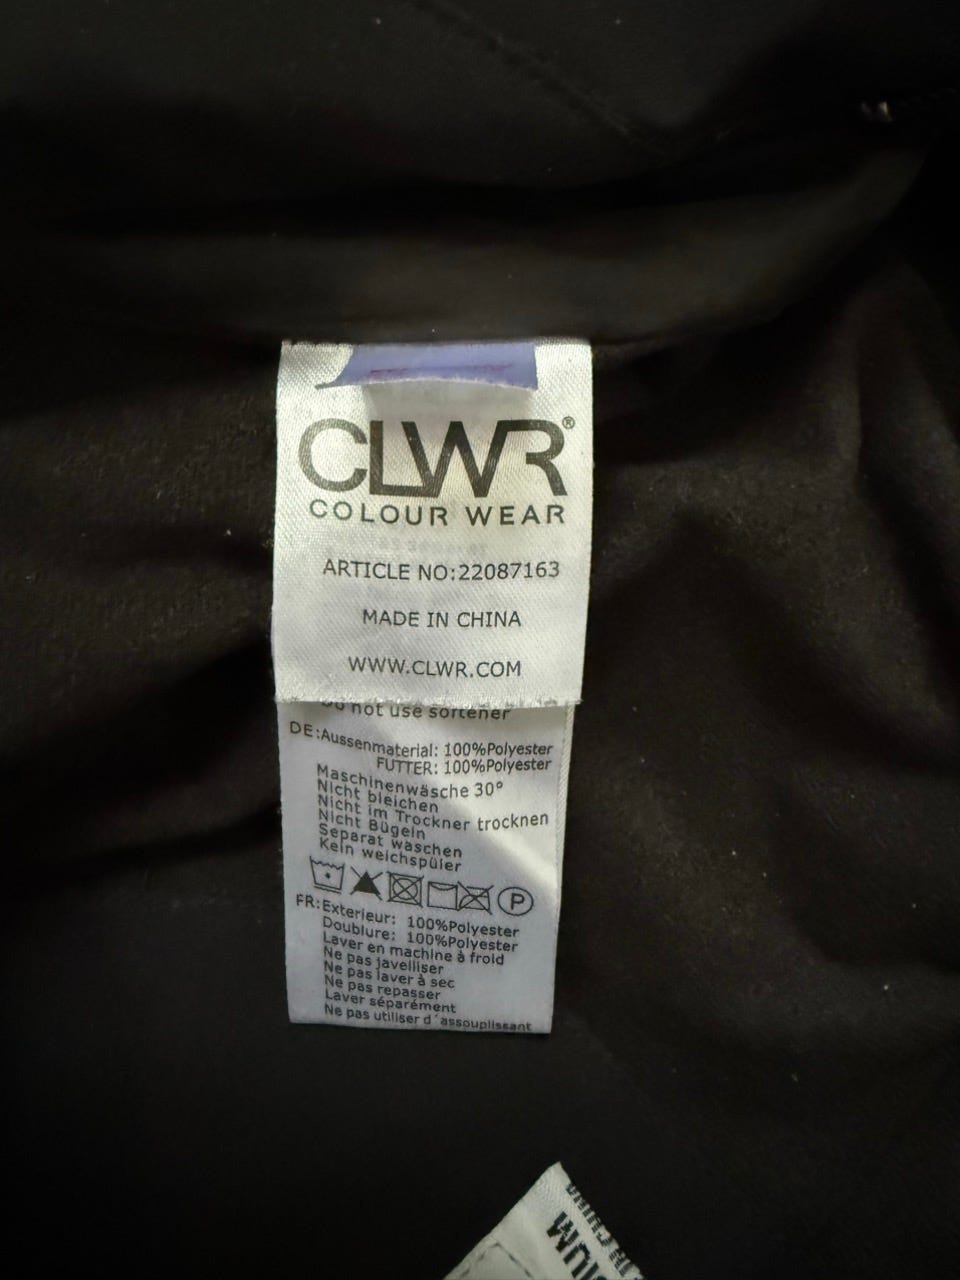 CLWR®
COLOUR WEAR
ARTICLE NO:22087163
MADE IN CHINA
WWW.CLWR.COM
Do not use softener
DE:Aussenmaterial: 100%Polyester
FUTTER: 100%Polyester
Maschinenwäsche 30°
Nicht bleichen
Nicht im Trockner trocknen
Nicht Bügeln
Separat waschen
Kein weichspüler
P
FR:Exterieur: 100%Polyester
Doublure: 100%Polyester
Laver en machine à froid
Ne pas javelliser
Ne pas laver à sec
Ne pas repasser
Laver séparément
Ne pas utiliser d´assouplissant